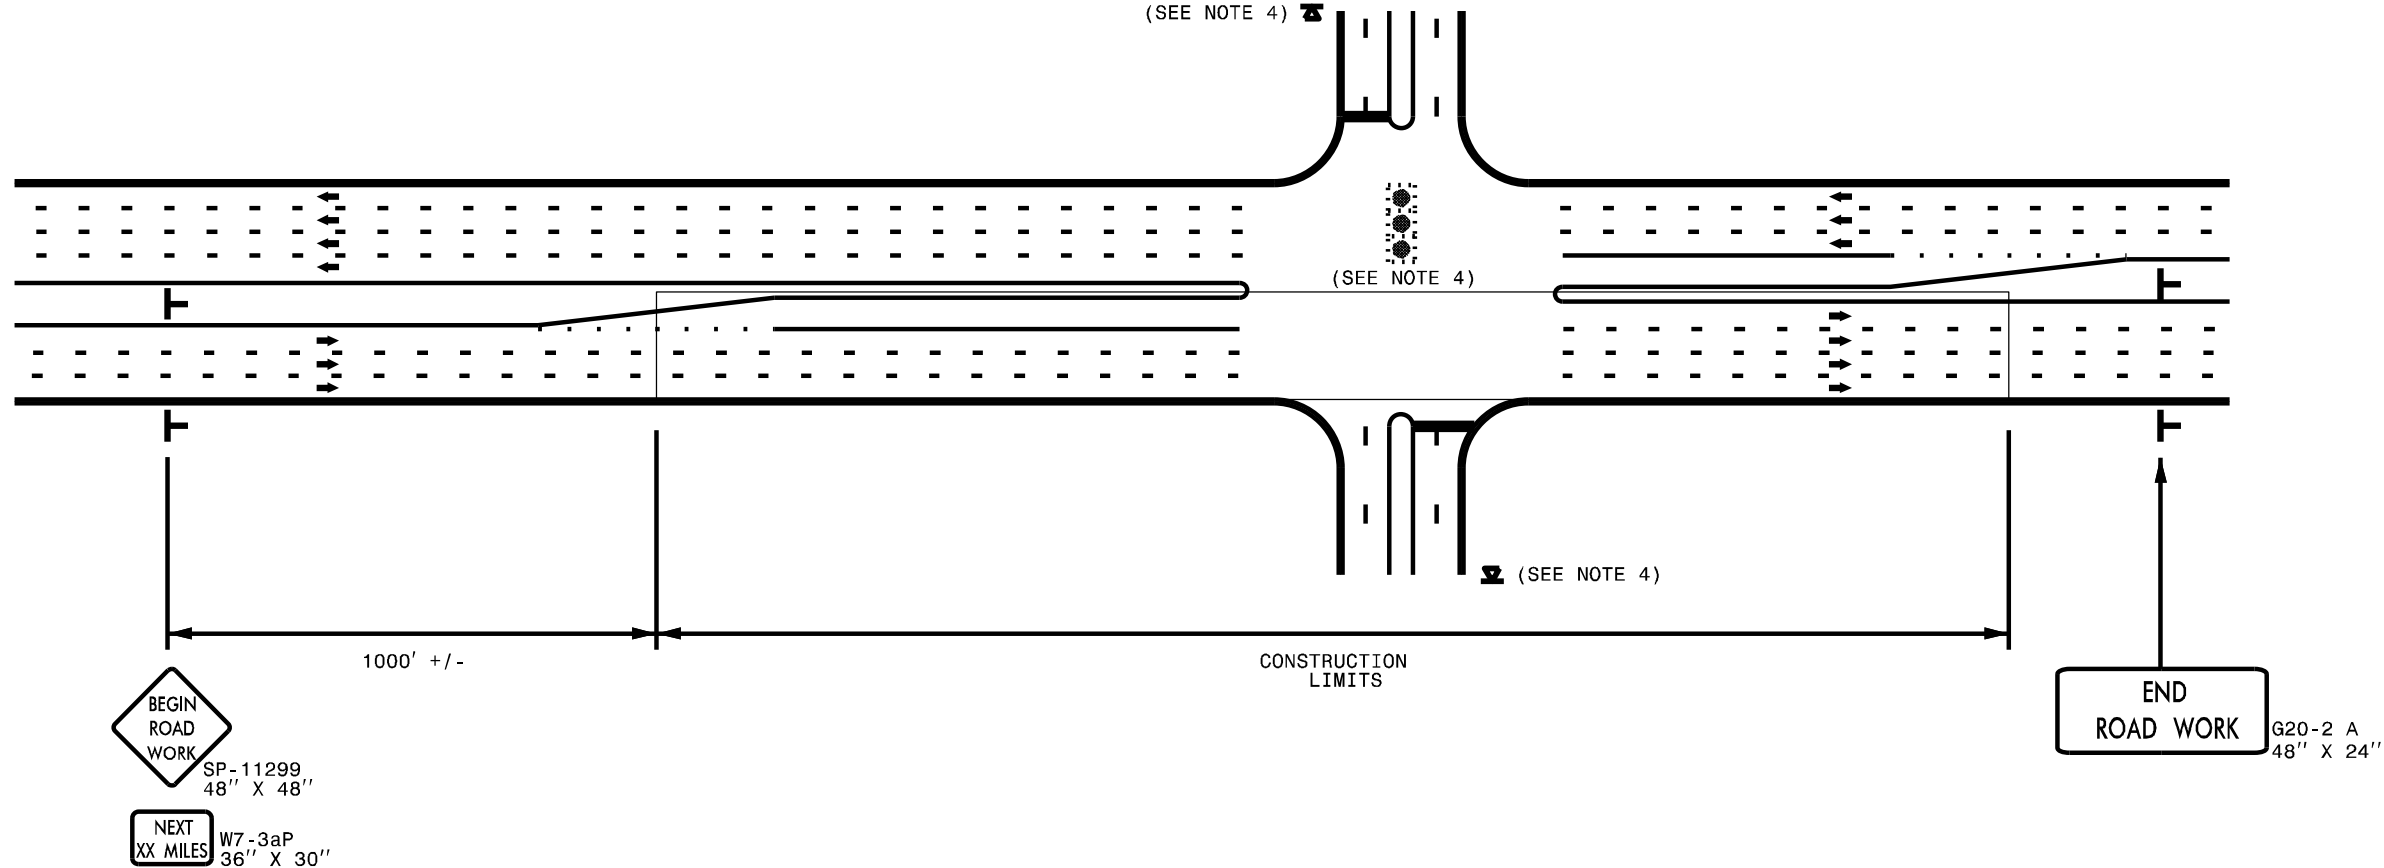 (SEE NOTE 4)
(SEE NOTE 4)
(SEE NOTE 4)
1000' +/-
CONSTRUCTION
LIMITS
BEGIN
ROAD
WORK
SP-11299
48'' X 48''
NEXT
XX MILES
W7-3aP
36'' X 30''
END
ROAD WORK
G20-2 A
48'' X 24''